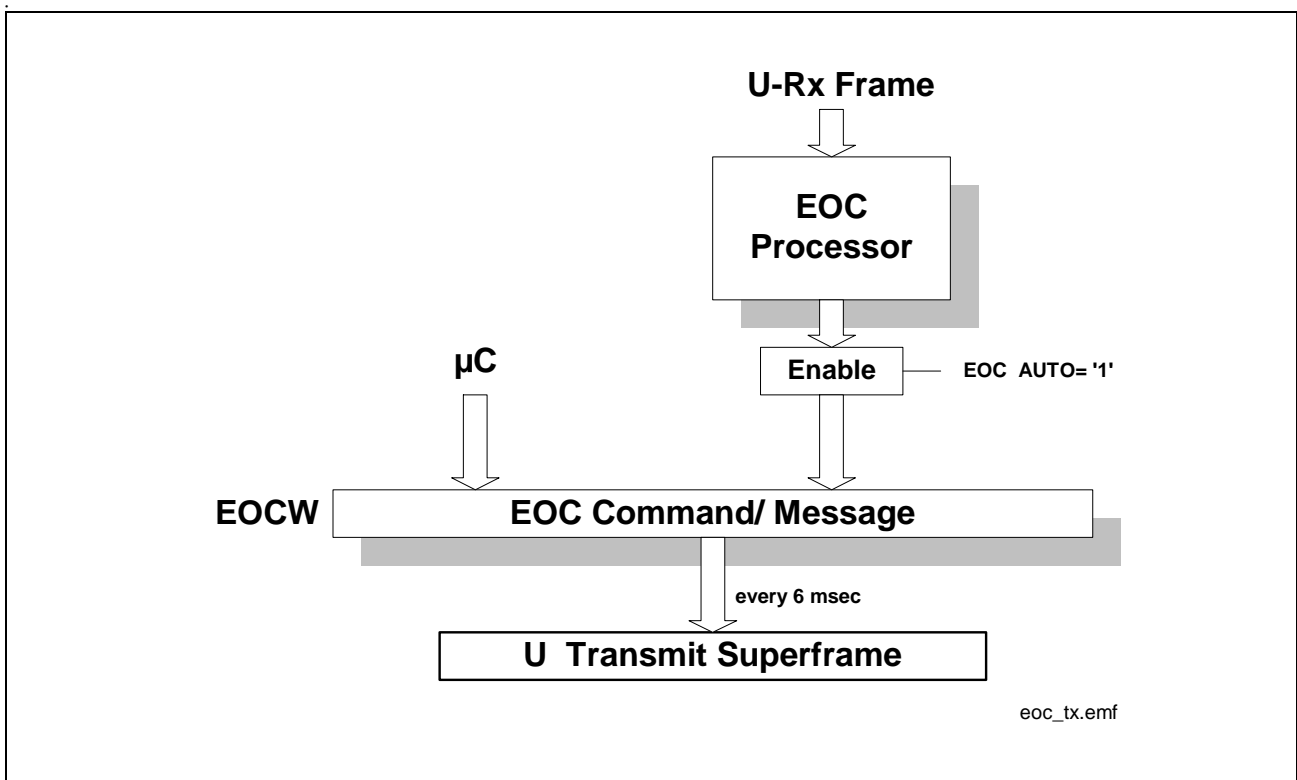 U-Rx Frame
EOC
Processor
µC
Enable
EOC AUTO= '1'
EOCW
EOC Command/ Message
every 6 msec
U Transmit Superframe
eoc_tx.emf